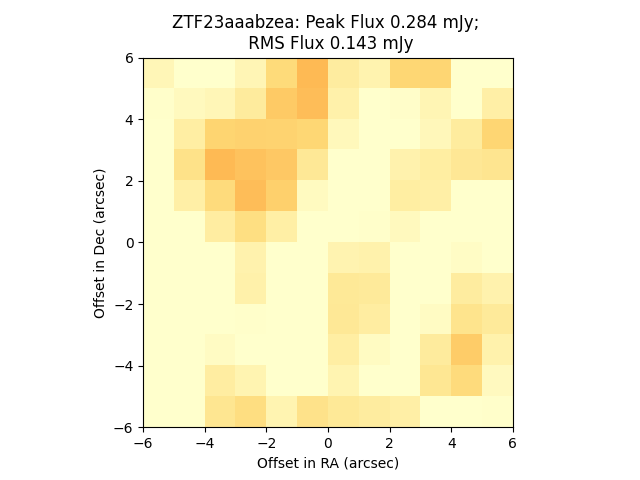 ZTF23aaabzea: Peak Flux 0.284 mJy;
RMS Flux 0.143 mJy
6
4
2
0
−2
−4
−6
Offset in Dec (arcsec)
−6 −4 −2 0 2 4 6
Offset in RA (arcsec)